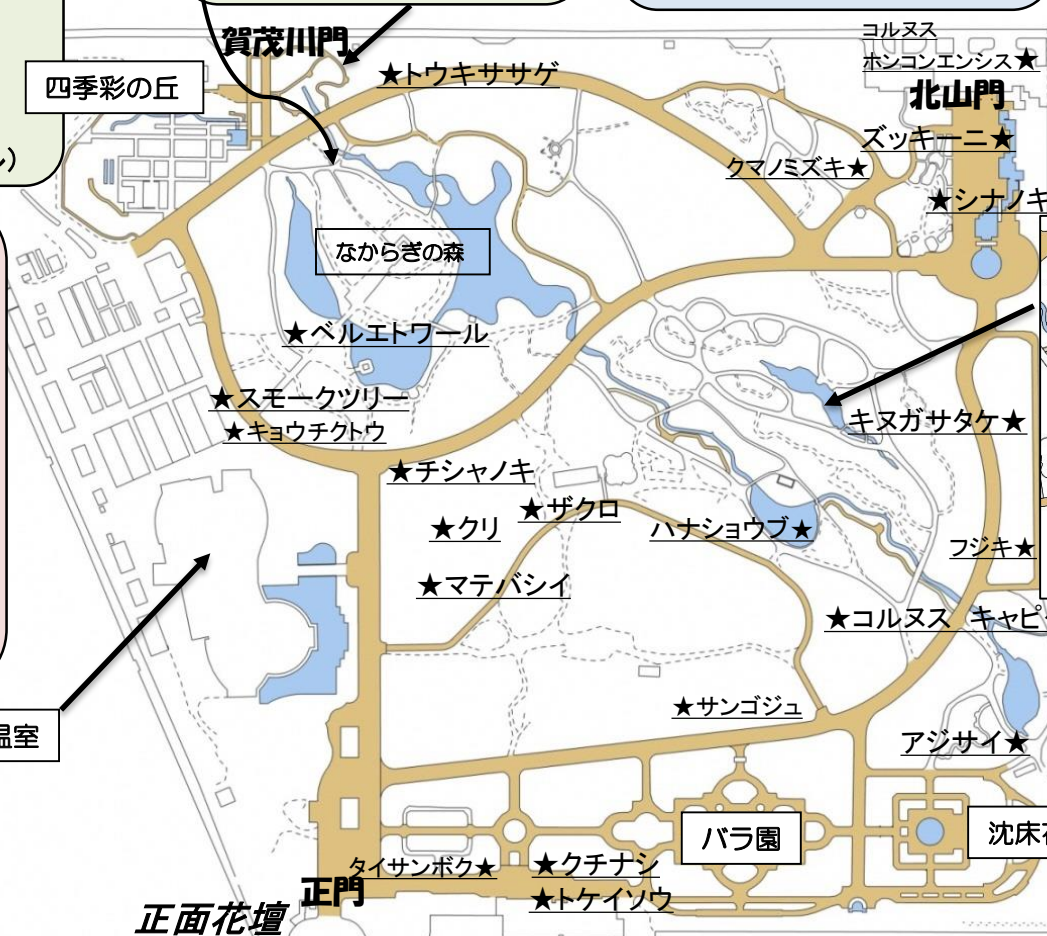 コルヌス
ホンコンエンシス★
賀茂川門
★トウキササゲ
四季彩の丘
北山門
ル)
ズッキーニ★
クマノミズキ★
★シナノキ
なからぎの森
★ベルエトワール
★スモークツリー
★キョウチクトウ
キヌガサタケ★
★チシャノキ
★ザクロ
★クリ
ハナショウブ★
フジキ★
★マテバシイ
★コルヌス キャピ
★サンゴジュ
温室
アジサイ★
バラ園
沈床花
タイサンボク★
★クチナシ
正門
★トケイソウ
正面花壇